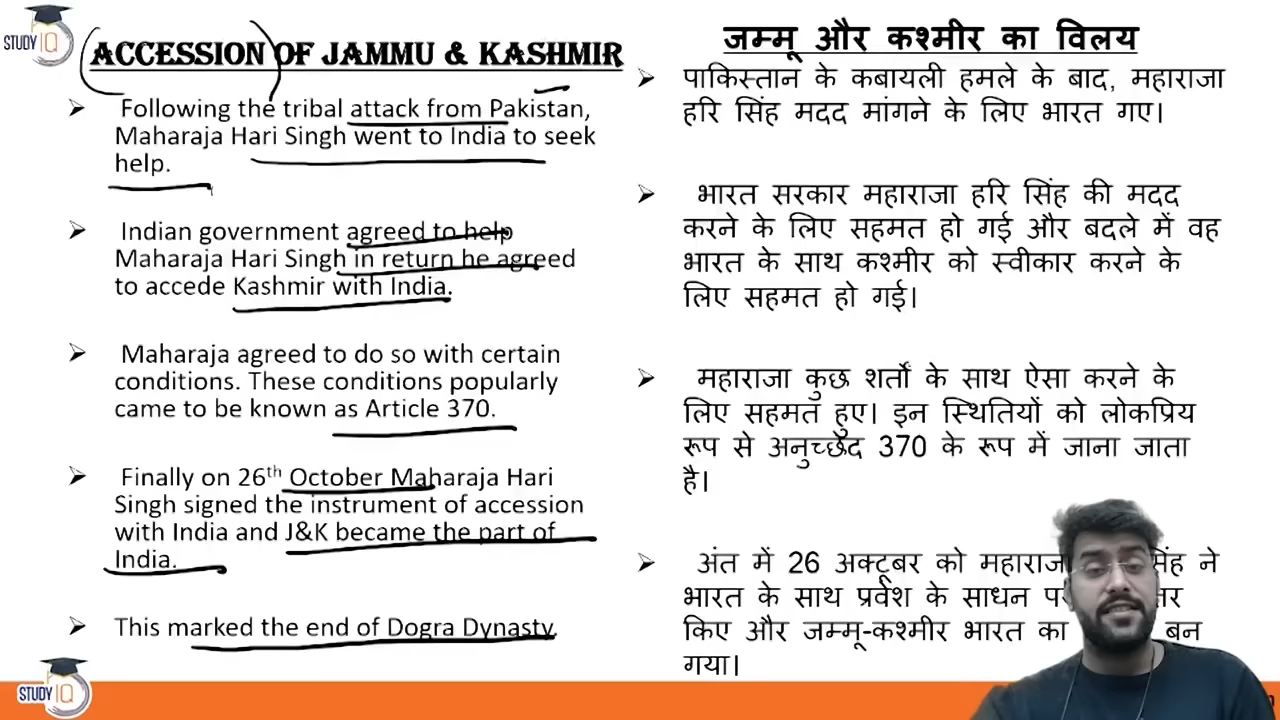 STUDY IQ
ACCESSION OF JAMMU & KASHMIR
Following the tribal attack from Pakistan,
Maharaja Hari Singh went to India to seek
help.
Indian government agreed to help
Maharaja Hari Singh in return he agreed
to accede Kashmir with India.
Maharaja agreed to do so with certain
conditions. These conditions popularly
came to be known as Article 370.
Finally on 26th October Maharaja Hari
Singh signed the instrument of accession
with India and J&K became the part of
India.
This marked the end of Dogra Dynasty.
जम्मू और कश्मीर का विलय
पाकिस्तान के कबायली हमले के बाद, महाराजा
हरि सिंह मदद मांगने के लिए भारत गए।
भारत सरकार महाराजा हरि सिंह की मदद
करने के लिए सहमत हो गई और बदले में वह
भारत के साथ कश्मीर को स्वीकार करने के
लिए सहमत हो गई।
महाराजा कुछ शर्तों के साथ ऐसा करने के
लिए सहमत हुए। इन स्थितियों को लोकप्रिय
रूप से अनुच्छेद 370 के रूप में जाना जाता
है।
अंत में 26 अक्टूबर को महाराजा सिंह ने
भारत के साथ प्रवेश के साधन
किए और जम्मू-कश्मीर भारत का बन
गया।
STUDY IQ